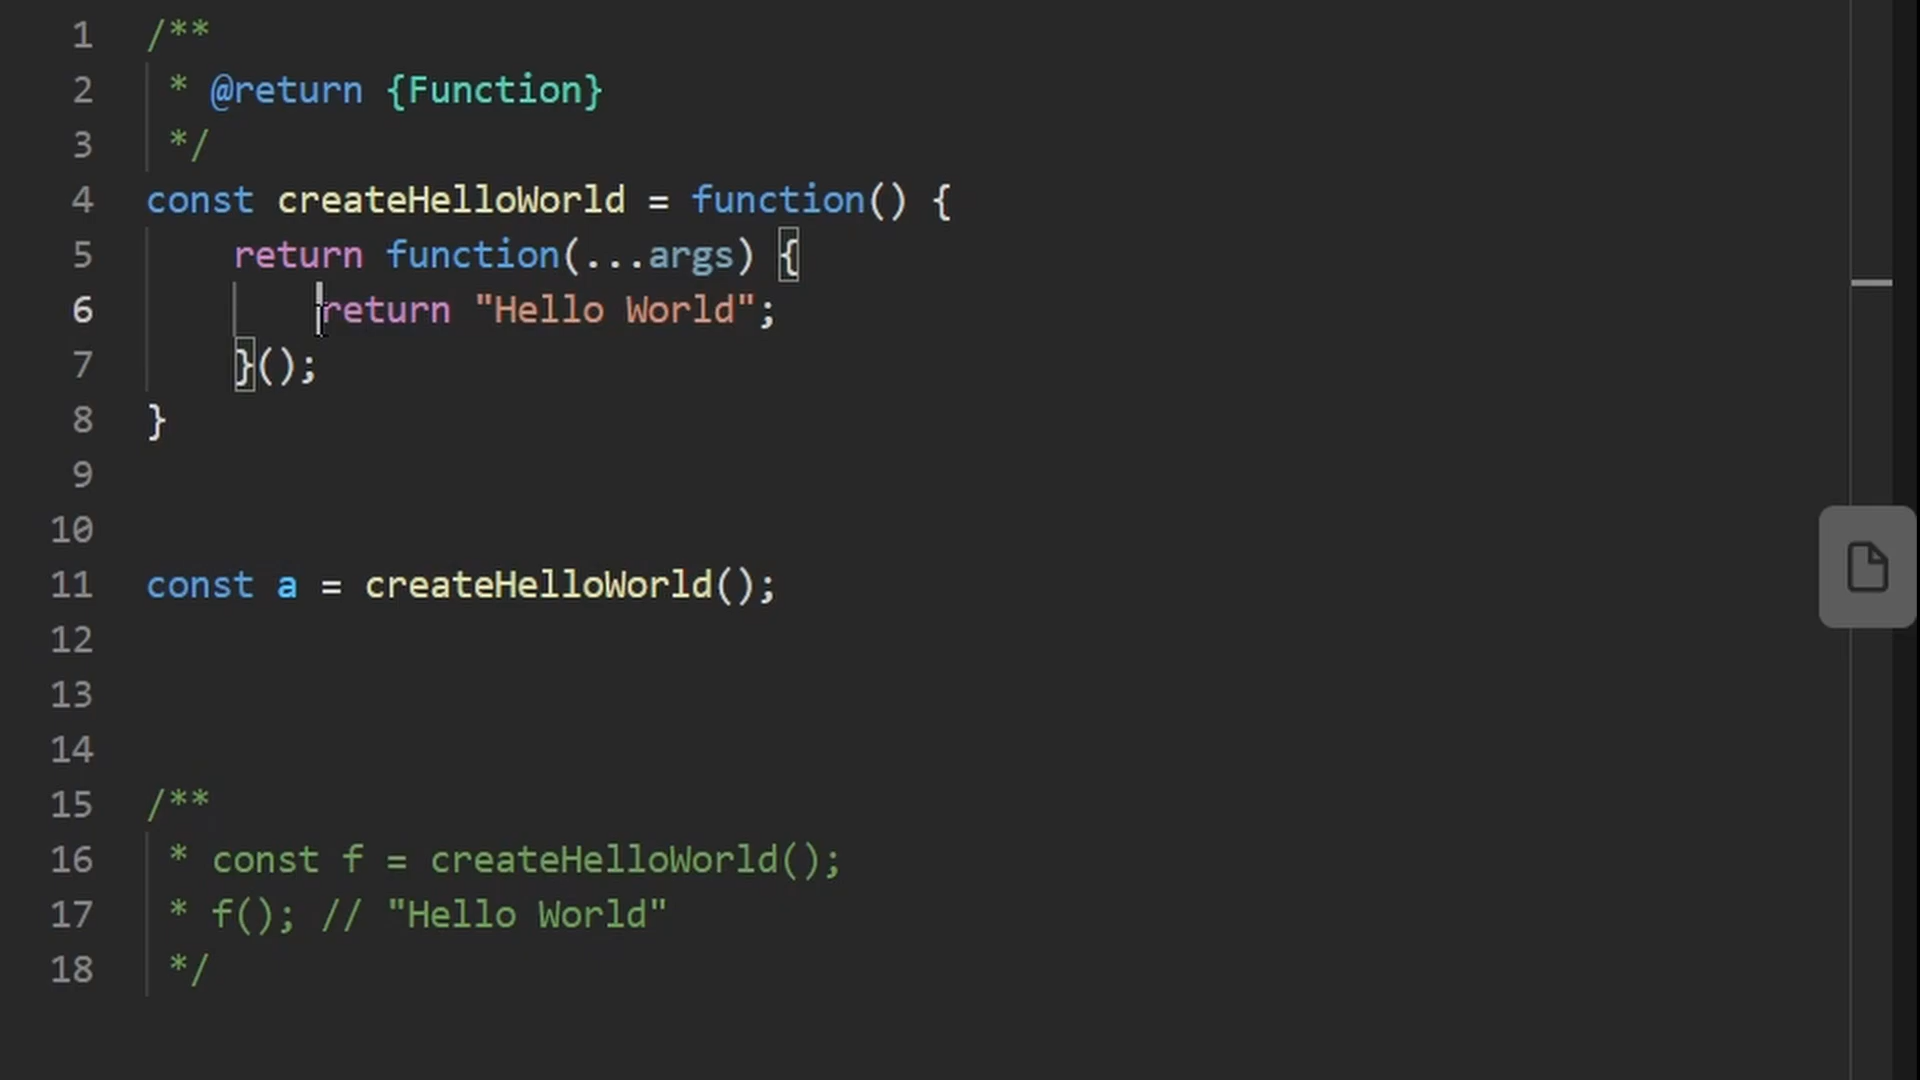 1 /**
2 * @return {Function}
3 */
4 const createHelloWorld = function() {
5 return function(...args) {
6 return "Hello World";
7 }();
8 }
9
10
11 const a = createHelloWorld();
12
13
14
15 /**
16 * const f = createHelloWorld();
17 * f(); // "Hello World"
18 */